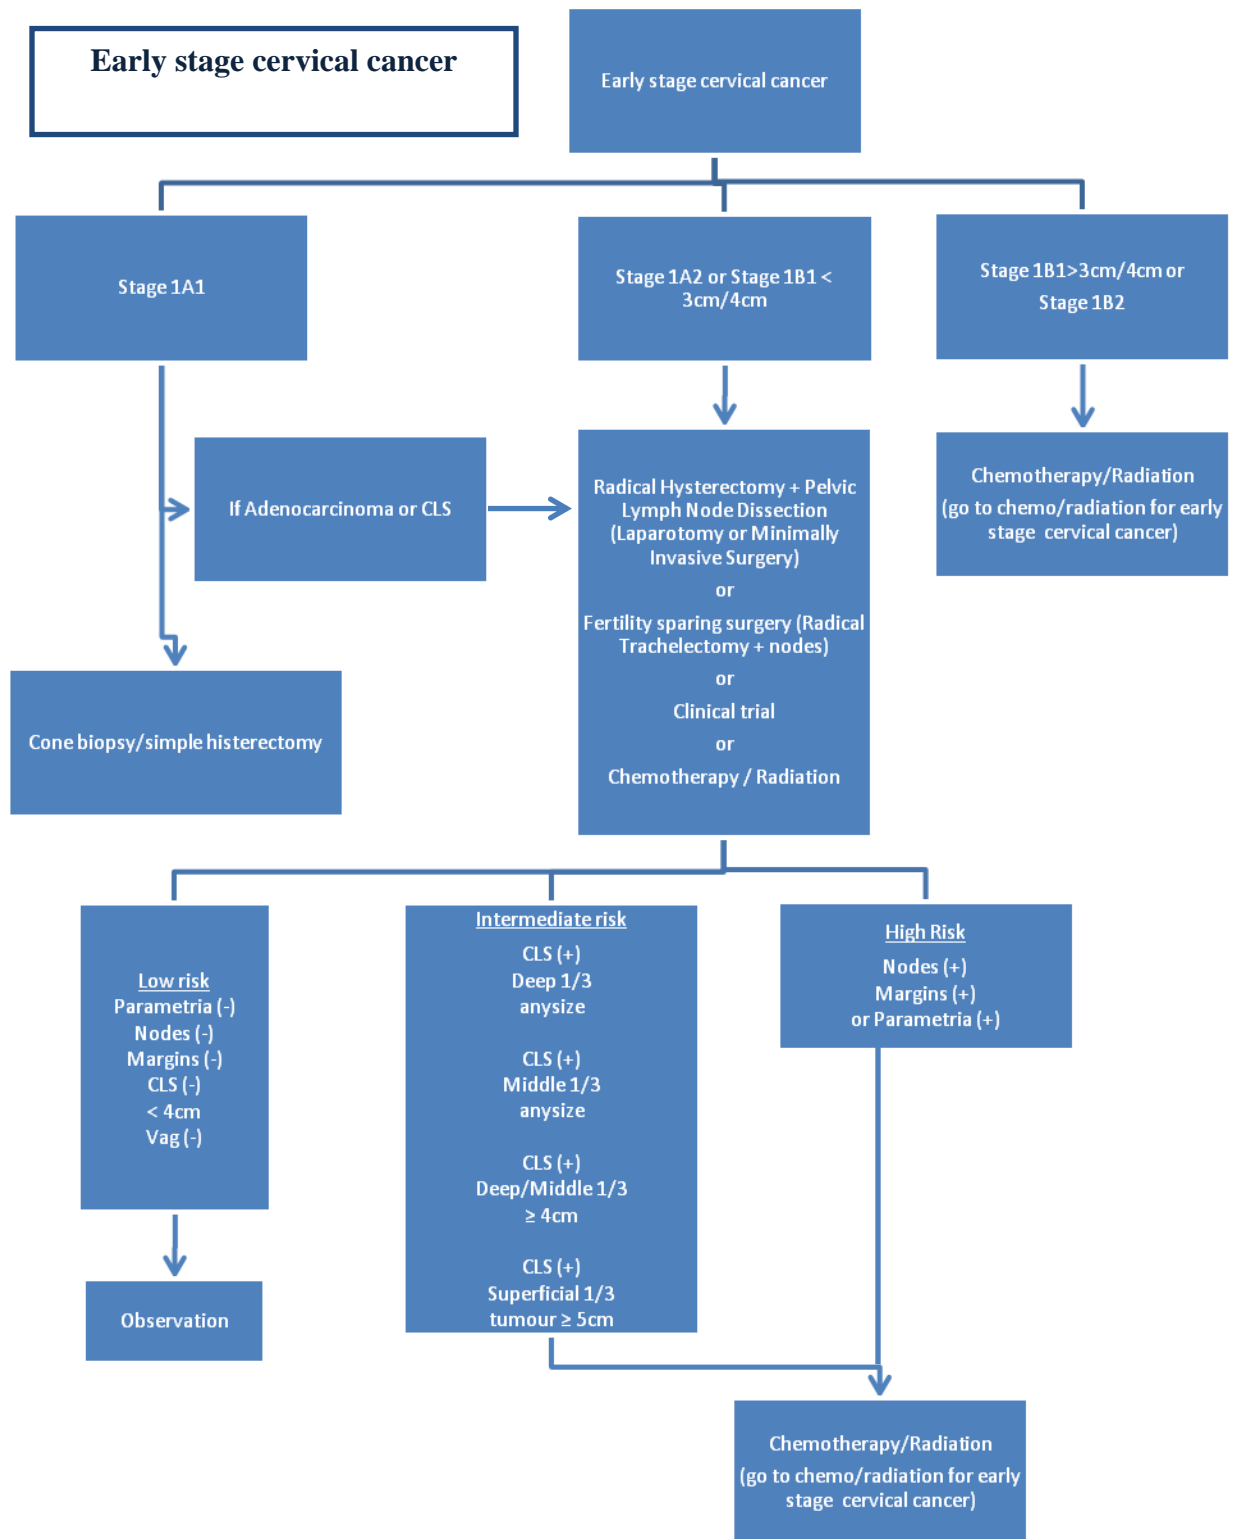 Early stage cervical cancer
Early stage cervical cancer
Stage 1A1
Stage 1A2 or Stage 1B1 <
3cm/4cm
Stage 1B1>3cm/4cm or
Stage 1B2
If Adenocarcinoma or CLS
Radical Hysterectomy + Pelvic
Lymph Node Dissection
(Laparotomy or Minimally
Invasive Surgery)
or
Fertility sparing surgery (Radical
Trachelectomy + nodes)
or
Clinical trial
or
Chemotherapy / Radiation
Chemotherapy/Radiation
(go to chemo/radiation for early
stage cervical cancer)
Cone biopsy/simple histerectomy
Low risk
Parametria (-)
Nodes (-)
Margins (-)
CLS (-)
< 4cm
Vag (-)
Intermediate risk
CLS (+)
Deep 1/3
anysize
CLS (+)
Middle 1/3
anysize
CLS (+)
Deep/Middle 1/3
≥ 4cm
CLS (+)
Superficial 1/3
tumour ≥ 5cm
High Risk
Nodes (+)
Margins (+)
or Parametria (+)
Observation
Chemotherapy/Radiation
(go to chemo/radiation for early
stage cervical cancer)